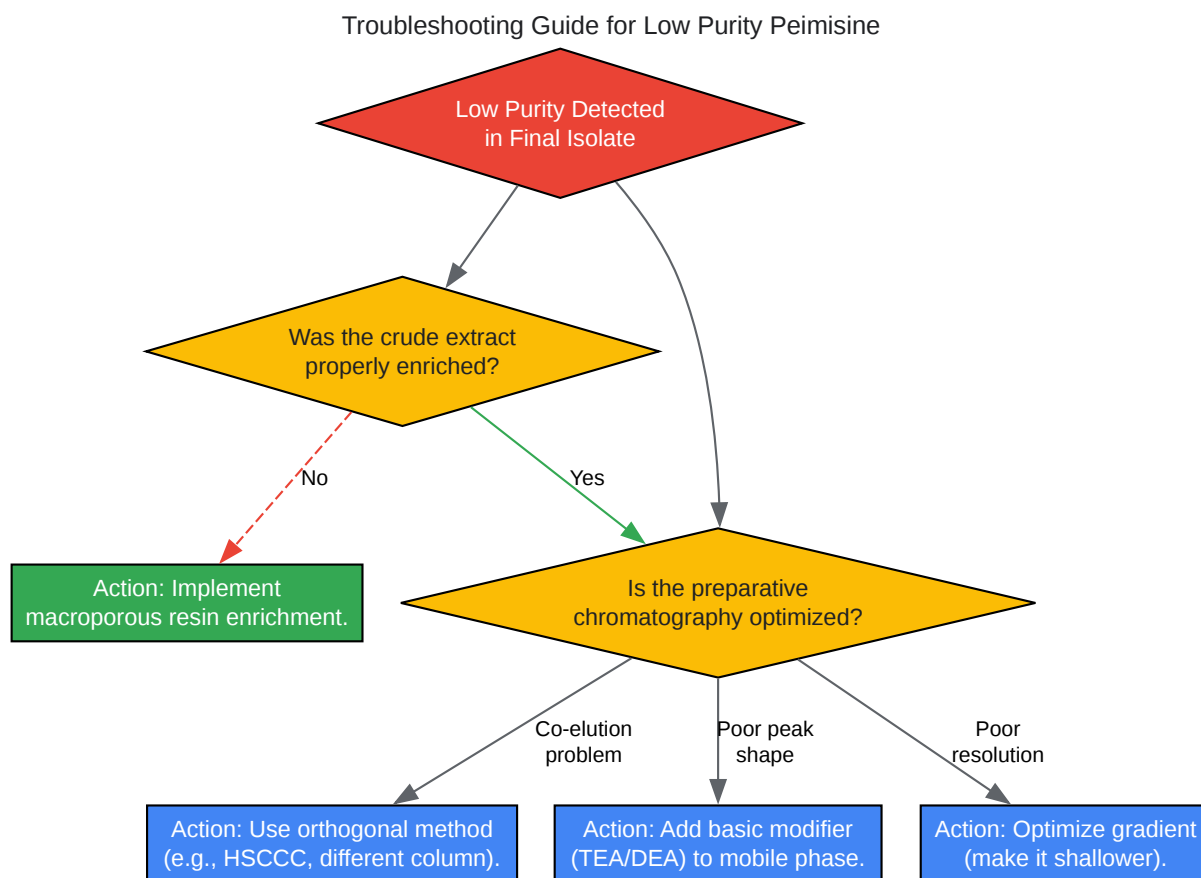 Troubleshooting Guide for Low Purity Peimisine
Low Purity Detected
in Final Isolate
Was the crude extract
properly enriched?
No
Yes
Action: Implement
macroporous resin enrichment.
Is the preparative
chromatography optimized?
Co-elution
problem
Poor peak
shape
Poor
resolution
Action: Use orthogonal method
(e.g., HSCCC, different column).
Action: Add basic modifier
(TEA/DEA) to mobile phase.
Action: Optimize gradient
(make it shallower).